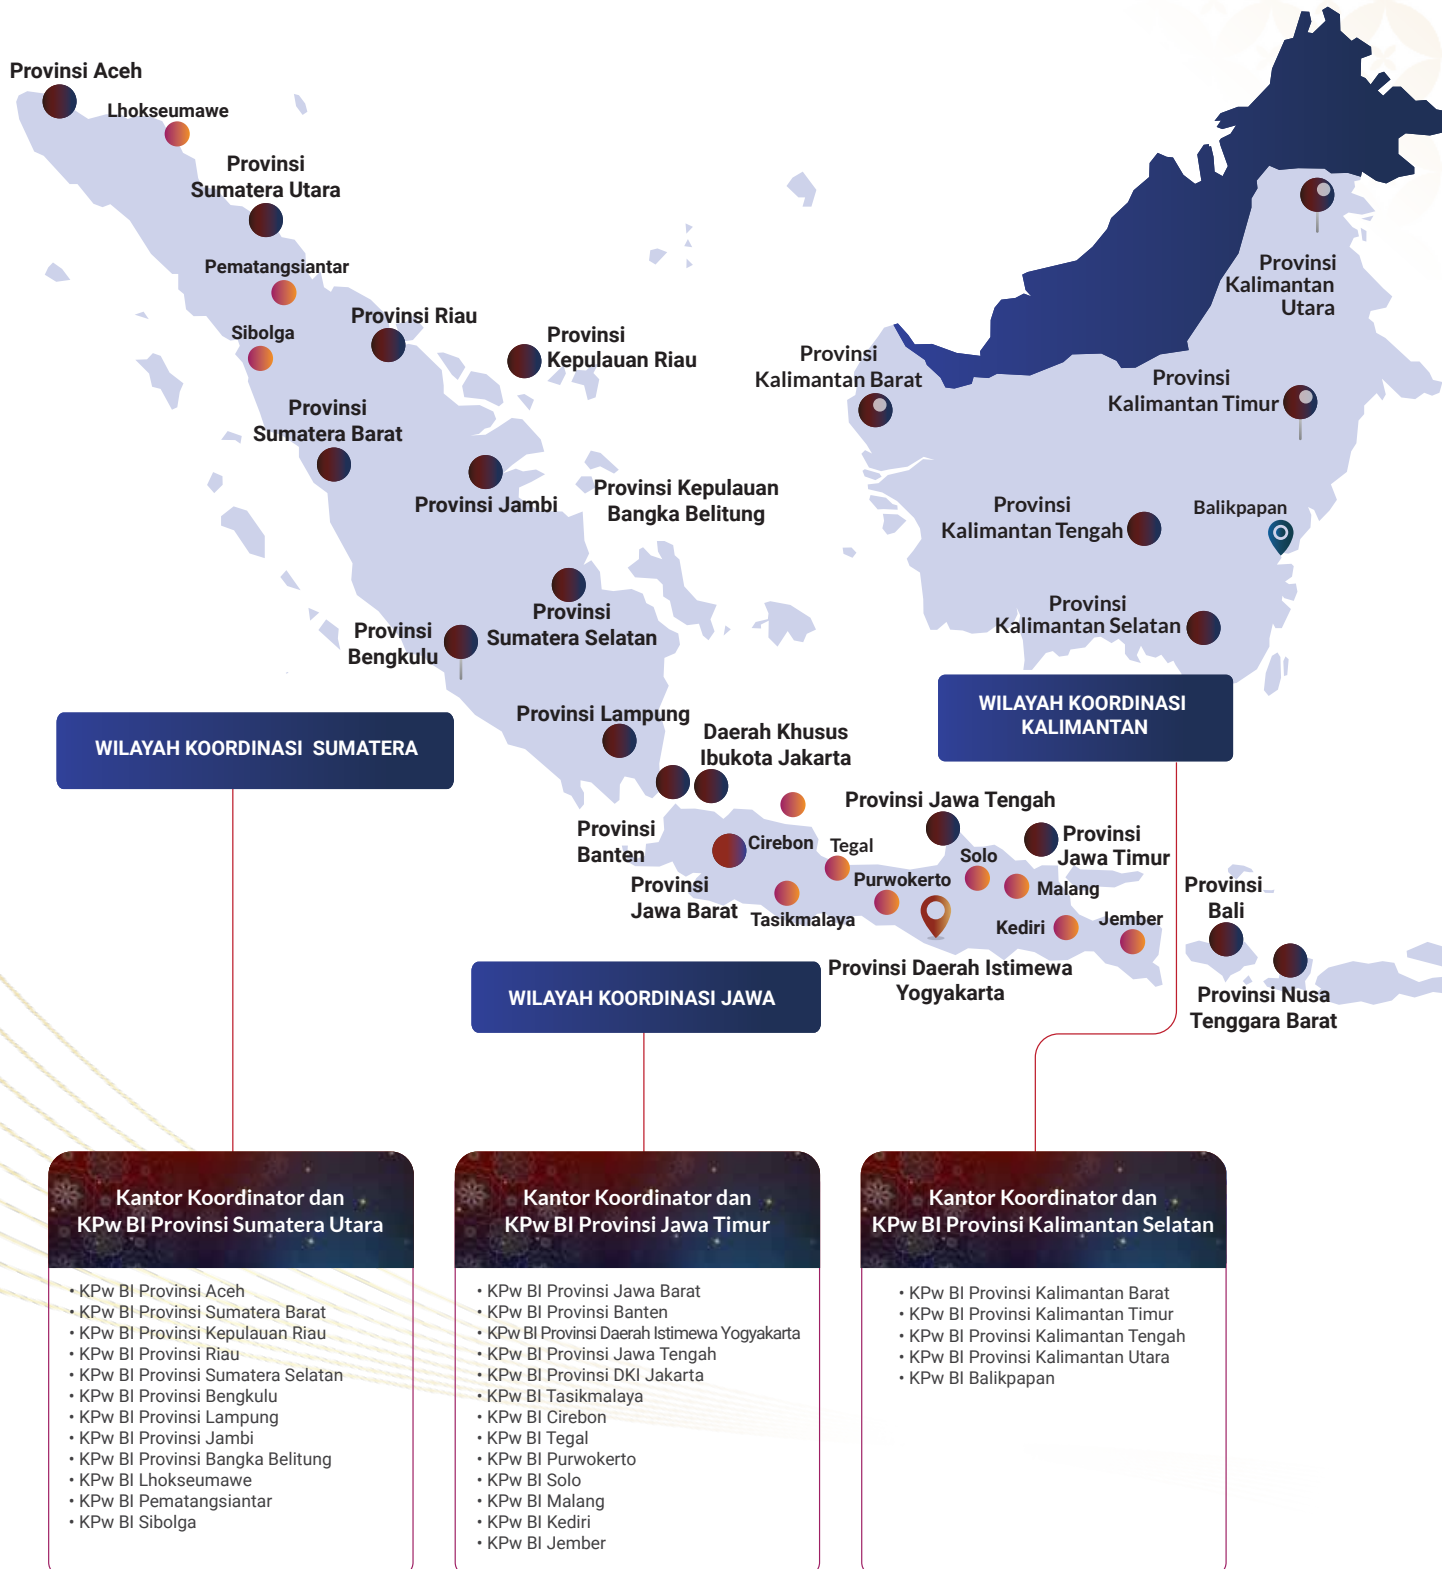 Provinsi Aceh
Lhokseumawe
Provinsi
Sumatera Utara
Pematangsiantar
Sibolga
Provinsi Riau
Provinsi
Kepulauan Riau
Provinsi
Sumatera Barat
Provinsi Jambi
Provinsi Kepulauan
Bangka Belitung
Provinsi
Sumatera Selatan
Provinsi
Bengkulu
Provinsi Lampung
Provinsi
Kalimantan
Utara
Provinsi
Kalimantan Barat
Provinsi
Kalimantan Timur
Provinsi
Kalimantan Tengah
Balikpapan
Provinsi
Kalimantan Selatan
WILAYAH KOORDINASI SUMATERA
WILAYAH KOORDINASI
KALIMANTAN
Daerah Khusus
Ibukota Jakarta
Provinsi
Banten
Cirebon
Tegal
Provinsi Jawa Tengah
Provinsi
Jawa Timur
Solo
Provinsi
Jawa Barat
Tasikmalaya
Purwokerto
Malang
Kediri
Jember
Provinsi
Bali
Provinsi Daerah Istimewa
Yogyakarta
Provinsi Nusa
Tenggara Barat
WILAYAH KOORDINASI JAWA
Kantor Koordinator dan
KPw BI Provinsi Sumatera Utara
• KPw BI Provinsi Aceh
• KPw BI Provinsi Sumatera Barat
• KPw BI Provinsi Kepulauan Riau
• KPw BI Provinsi Riau
• KPw BI Provinsi Sumatera Selatan
• KPw BI Provinsi Bengkulu
• KPw BI Provinsi Lampung
• KPw BI Provinsi Jambi
• KPw BI Provinsi Bangka Belitung
• KPw BI Lhokseumawe
• KPw BI Pematangsiantar
• KPw BI Sibolga
Kantor Koordinator dan
KPw BI Provinsi Jawa Timur
• KPw BI Provinsi Jawa Barat
• KPw BI Provinsi Banten
• KPw BI Provinsi Daerah Istimewa Yogyakarta
• KPw BI Provinsi Jawa Tengah
• KPw BI Provinsi DKI Jakarta
• KPw BI Tasikmalaya
• KPw BI Cirebon
• KPw BI Tegal
• KPw BI Purwokerto
• KPw BI Solo
• KPw BI Malang
• KPw BI Kediri
• KPw BI Jember
Kantor Koordinator dan
KPw BI Provinsi Kalimantan Selatan
• KPw BI Provinsi Kalimantan Barat
• KPw BI Provinsi Kalimantan Timur
• KPw BI Provinsi Kalimantan Tengah
• KPw BI Provinsi Kalimantan Utara
• KPw BI Balikpapan